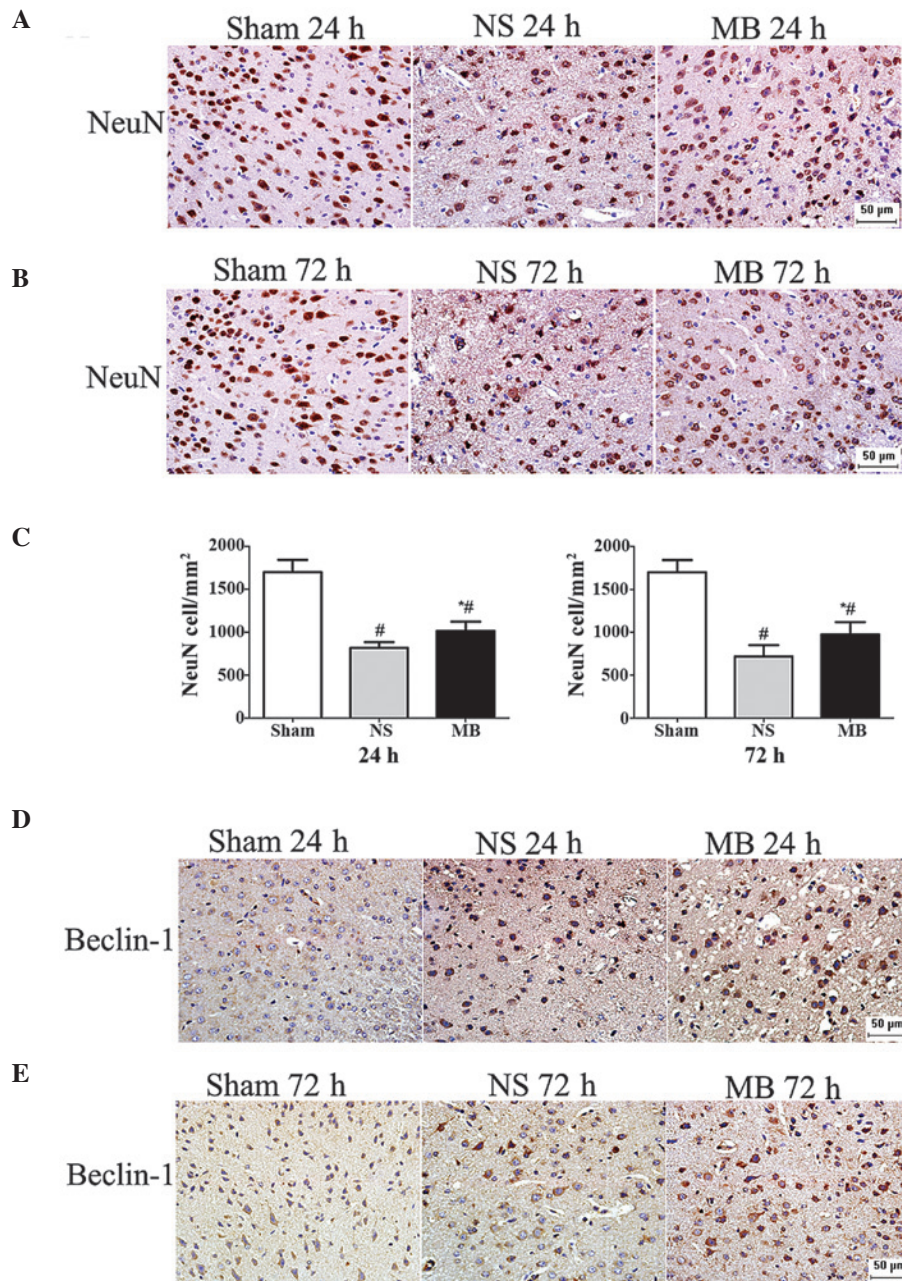 A
Sham 24 h NS 24 h MB 24 h
NeuN
50 µm
B
Sham 72 h NS 72 h MB 72 h
NeuN
50 µm
C
NeuN cell/mm²
2000
1500
1000
500
0
#
*#
Sham NS MB
24 h
NeuN cell/mm²
2000
1500
1000
500
0
#
*#
Sham NS MB
72 h
D
Sham 24 h NS 24 h MB 24 h
Beclin-1
50 µm
E
Sham 72 h NS 72 h MB 72 h
Beclin-1
50 µm